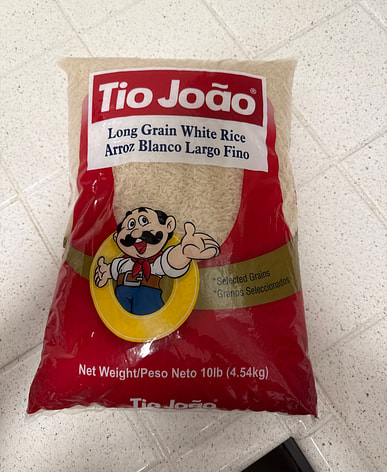 Tio João®
Long Grain White Rice
Arroz Blanco Largo Fino
*Selected Grains
*Granos Seleccionados
Net Weight/Peso Neto 10lb (4.54kg)
Tio João